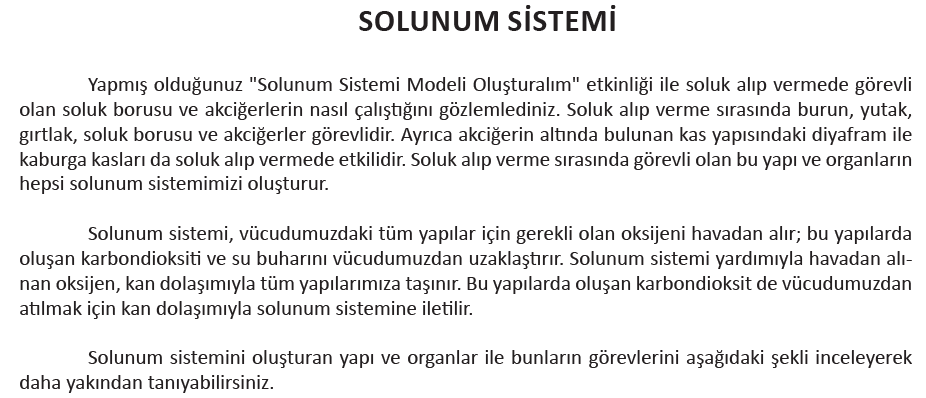 SOLUNUM SİSTEMİ
Yapmış olduğunuz "Solunum Sistemi Modeli Oluşturalım" etkinliği ile soluk alıp vermede görevli
olan soluk borusu ve akciğerlerin nasıl çalıştığını gözlemlediniz. Soluk alıp verme sırasında burun, yutak,
gırtlak, soluk borusu ve akciğerler görevlidir. Ayrıca akciğerin altında bulunan kas yapısındaki diyafram ile
kaburga kasları da soluk alıp vermede etkilidir. Soluk alıp verme sırasında görevli olan bu yapı ve organların
hepsi solunum sistemimizi oluşturur.
Solunum sistemi, vücudumuzdaki tüm yapılar için gerekli olan oksijeni havadan alır; bu yapılarda
oluşan karbondioksiti ve su buharını vücudumuzdan uzaklaştırır. Solunum sistemi yardımıyla havadan alı-
nan oksijen, kan dolaşımıyla tüm yapılarımıza taşınır. Bu yapılarda oluşan karbondioksit de vücudumuzdan
atılmak için kan dolaşımıyla solunum sistemine iletilir.
Solunum sistemini oluşturan yapı ve organlar ile bunların görevlerini aşağıdaki şekli inceleyerek
daha yakından tanıyabilirsiniz.